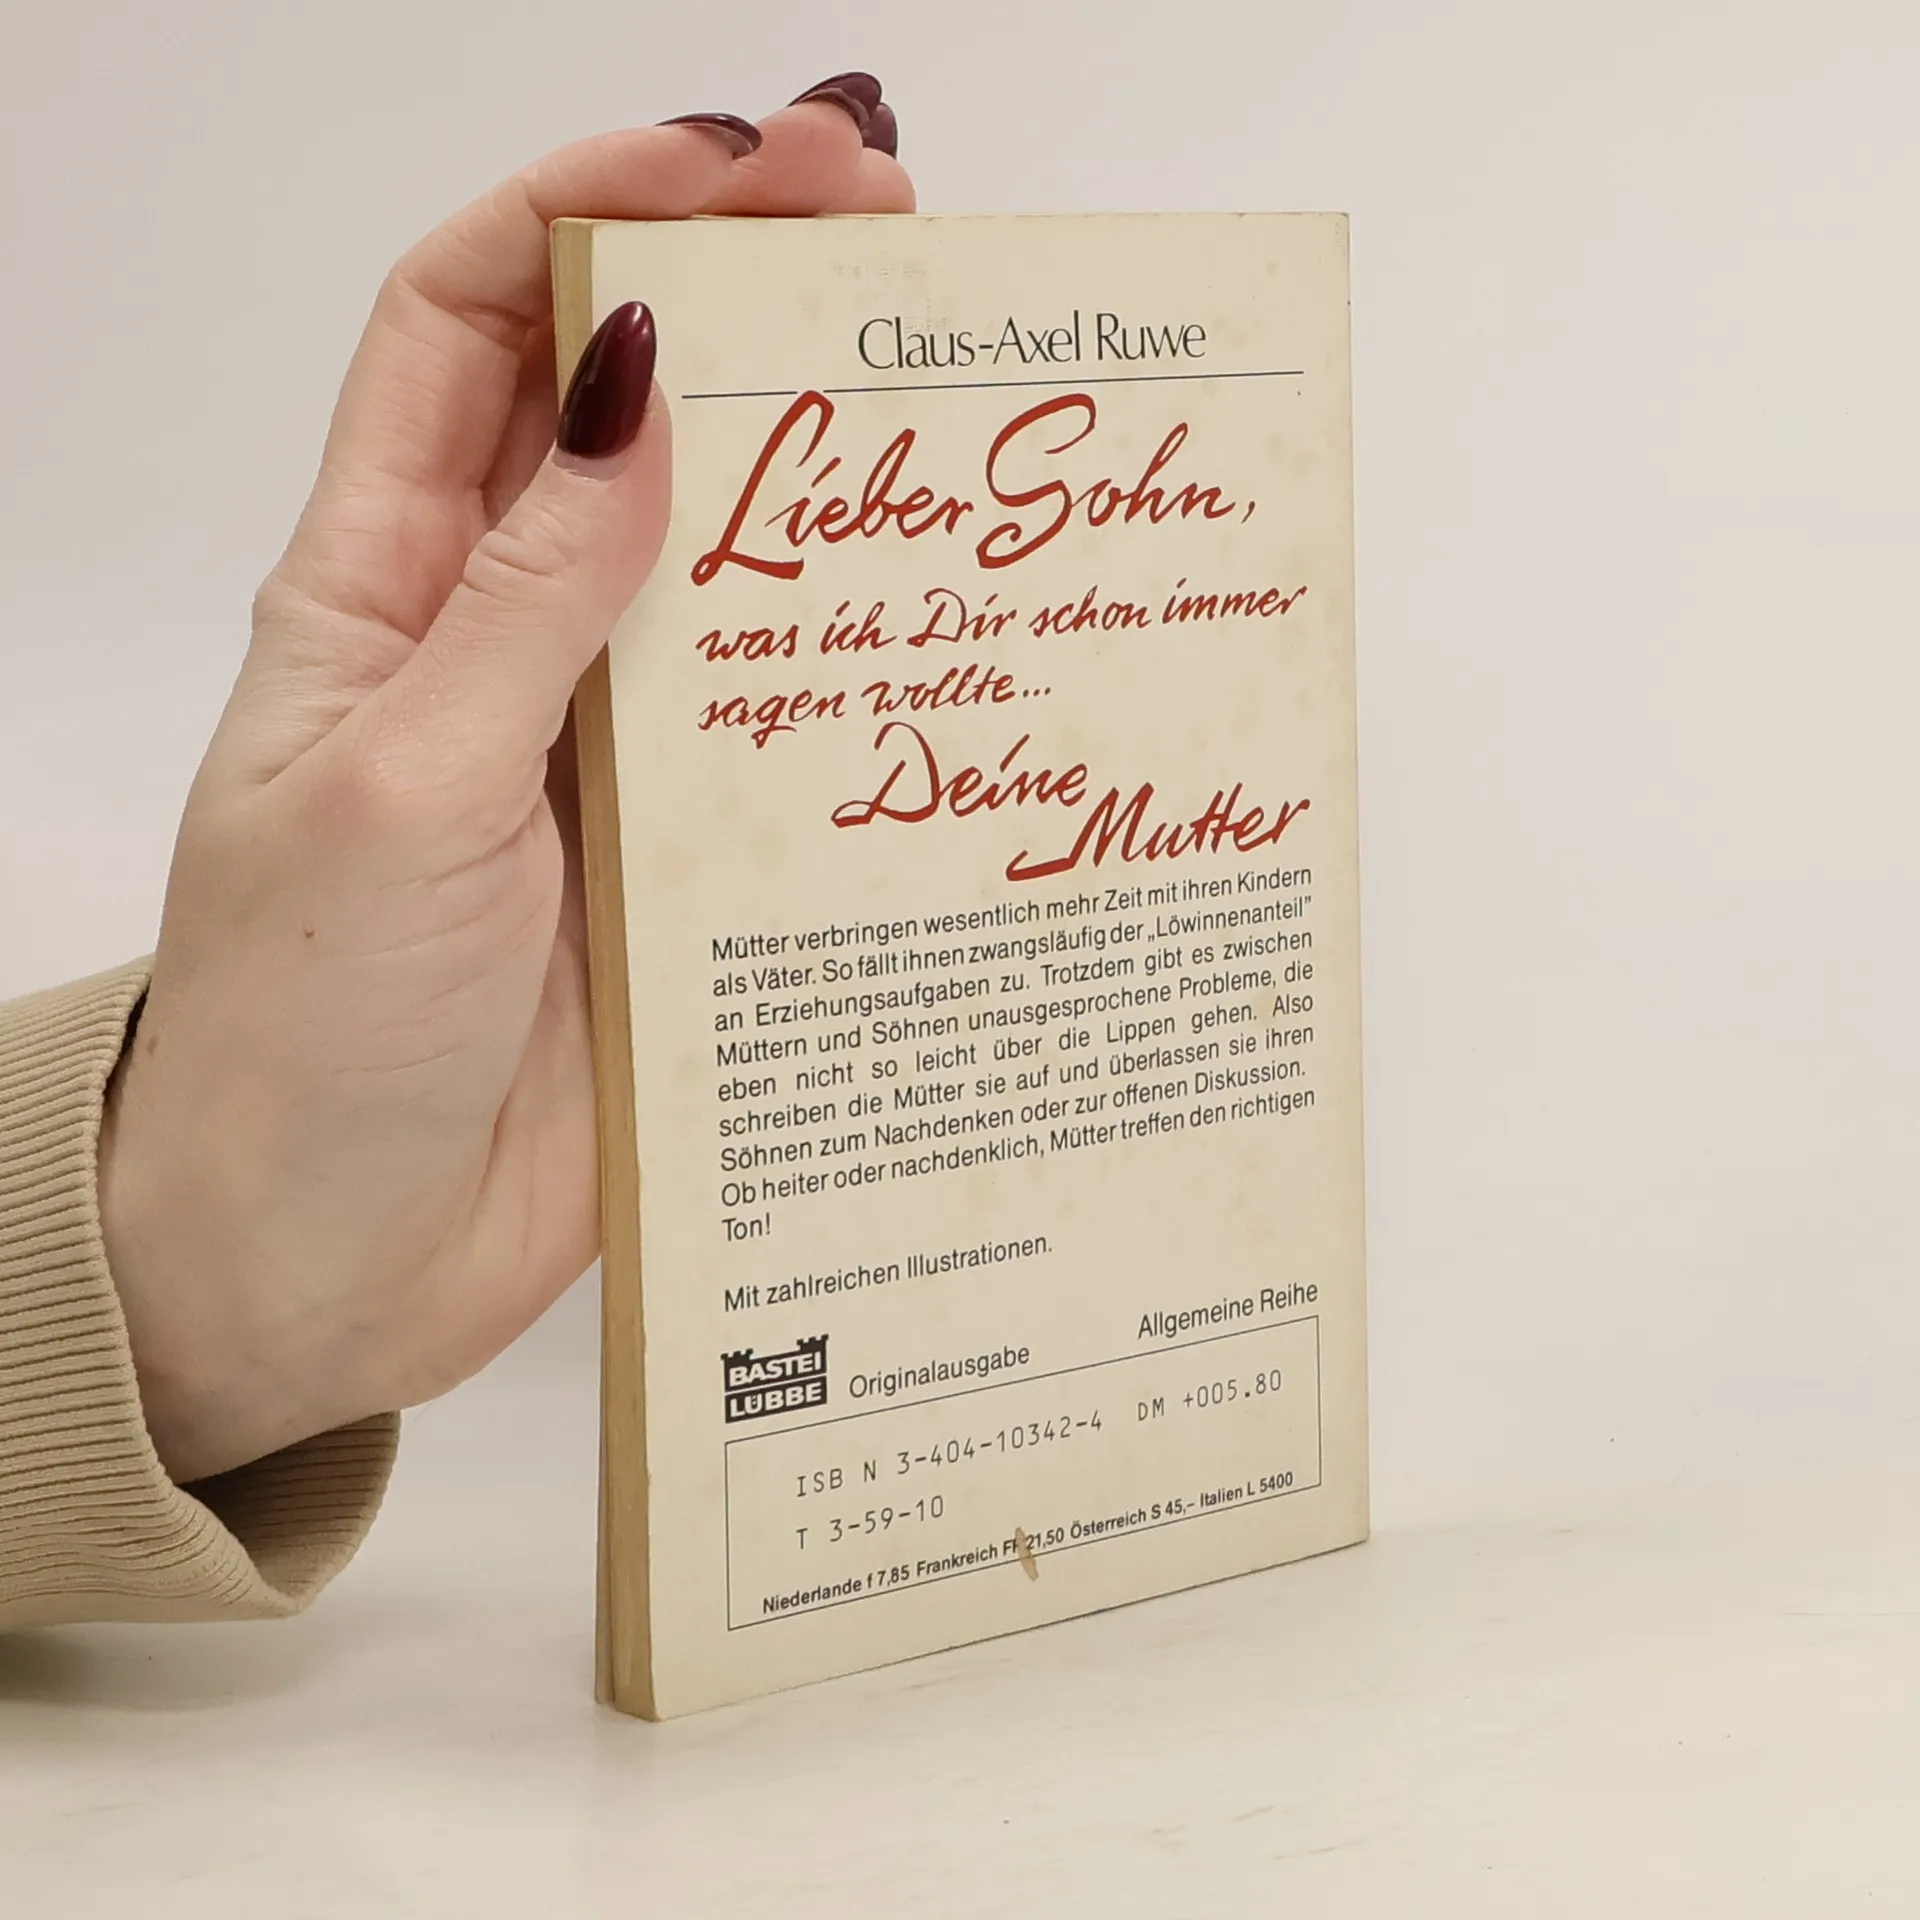 Claus-Axel Ruwe
Lieber Sohn,
was ich Dir schon immer
sagen wollte...
Deine
Mutter
Mütter verbringen wesentlich mehr Zeit mit ihren Kindern
als Väter. So fällt ihnen zwangsläufig der „Löwinnenanteil”
an Erziehungsaufgaben zu. Trotzdem gibt es zwischen
Müttern und Söhnen unausgesprochene Probleme, die
eben nicht so leicht über die Lippen gehen. Also
schreiben die Mütter sie auf und überlassen sie ihren
Söhnen zum Nachdenken oder zur offenen Diskussion.
Ob heiter oder nachdenklich, Mütter treffen den richtigen
Ton!
Mit zahlreichen Illustrationen.
BASTEI
LÜBBE
Originalausgabe
Allgemeine Reihe
ISB N 3-404-10342-4 DM +005.80
T 3-59-10
Niederlande f 7,85 Frankreich FF 21,50 Österreich S 45,– Italien L 5400